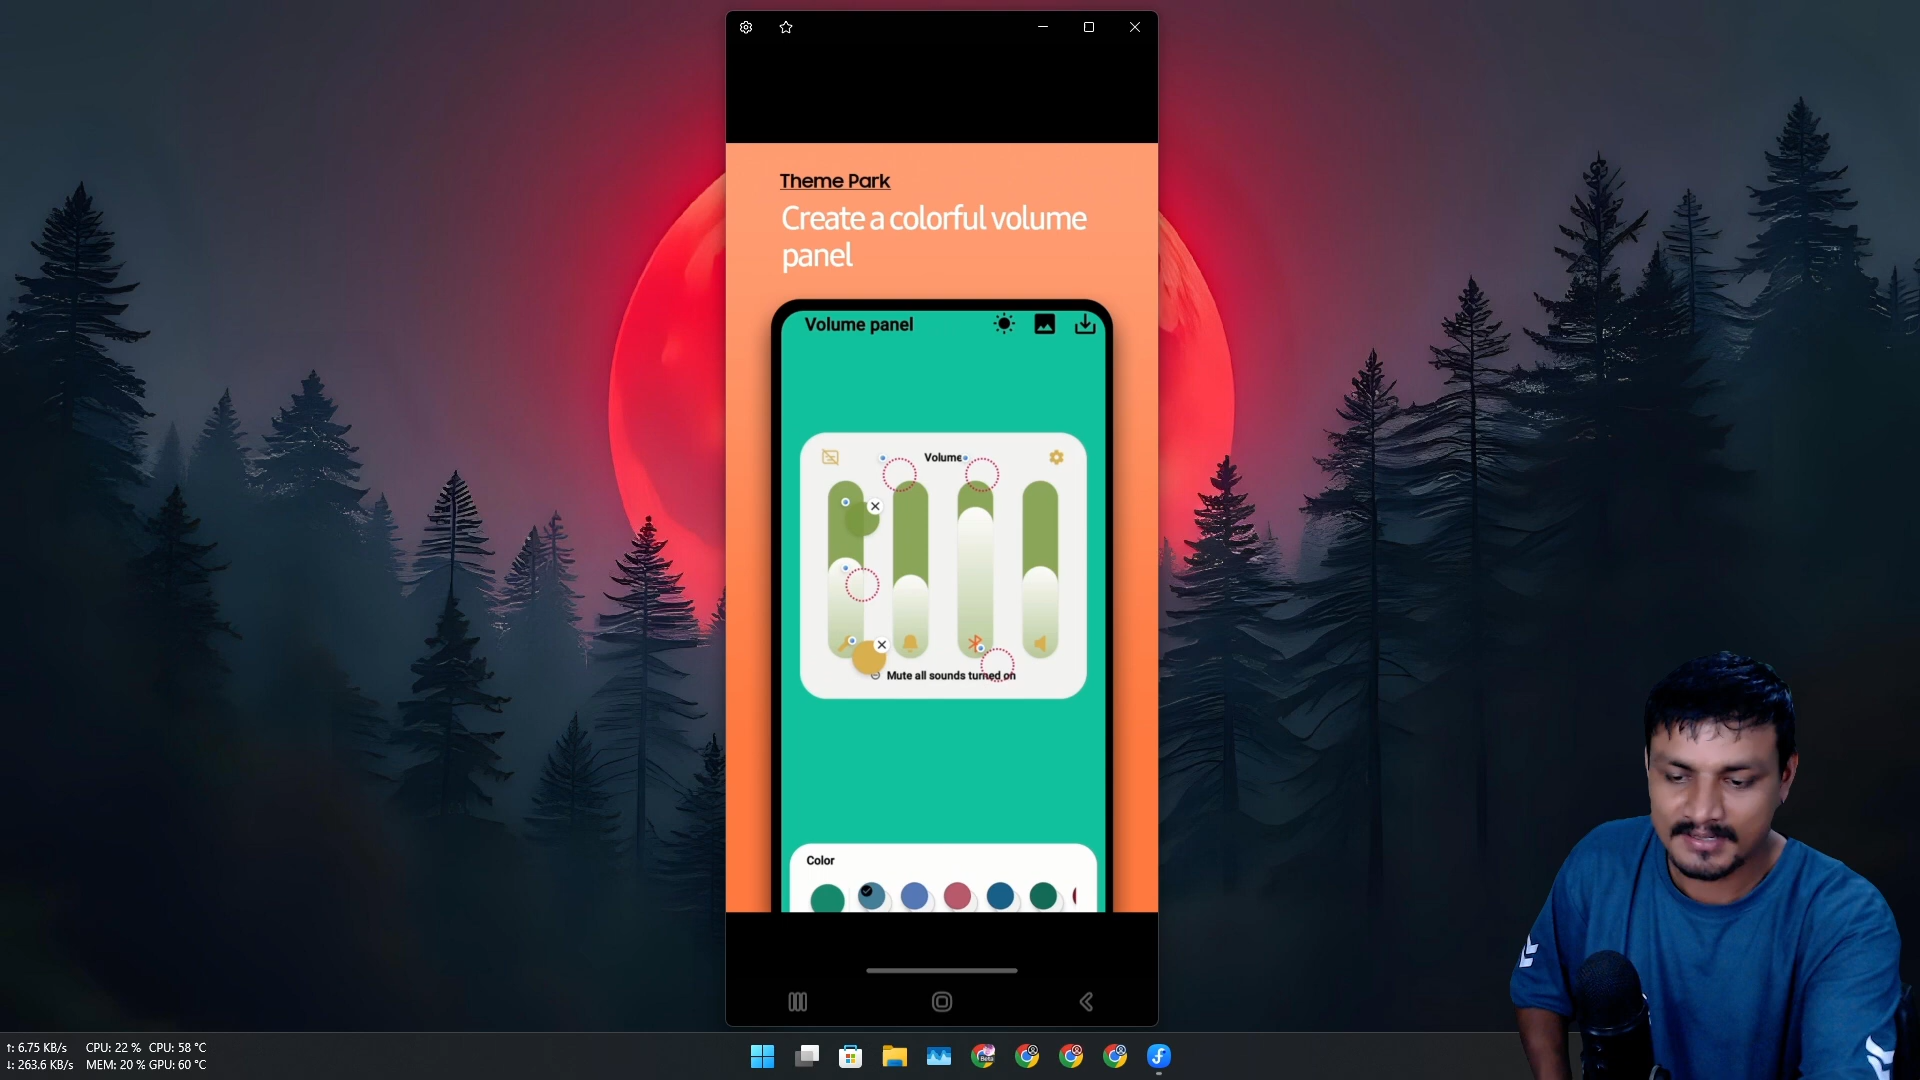 Theme Park
Create a colorful volume
panel
Volume panel
Volume
Mute all sounds turned on
Color
↑: 6.75 KB/s CPU: 22 % CPU: 58 °C
↓: 263.6 KB/s MEM: 20 % GPU: 60 °C
Beta